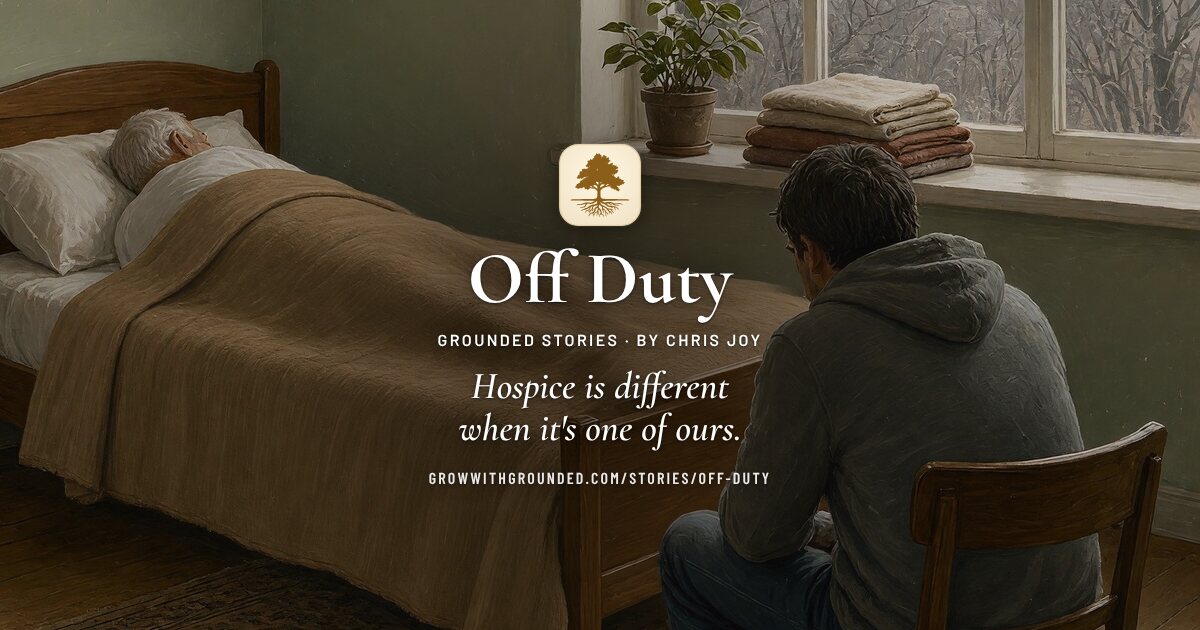 Off Duty
GROUNDED STORIES · BY CHRIS JOY
Hospice is different
when it's one of ours.
GROWWITHGROUNDED.COM/STORIES/OFF-DUTY